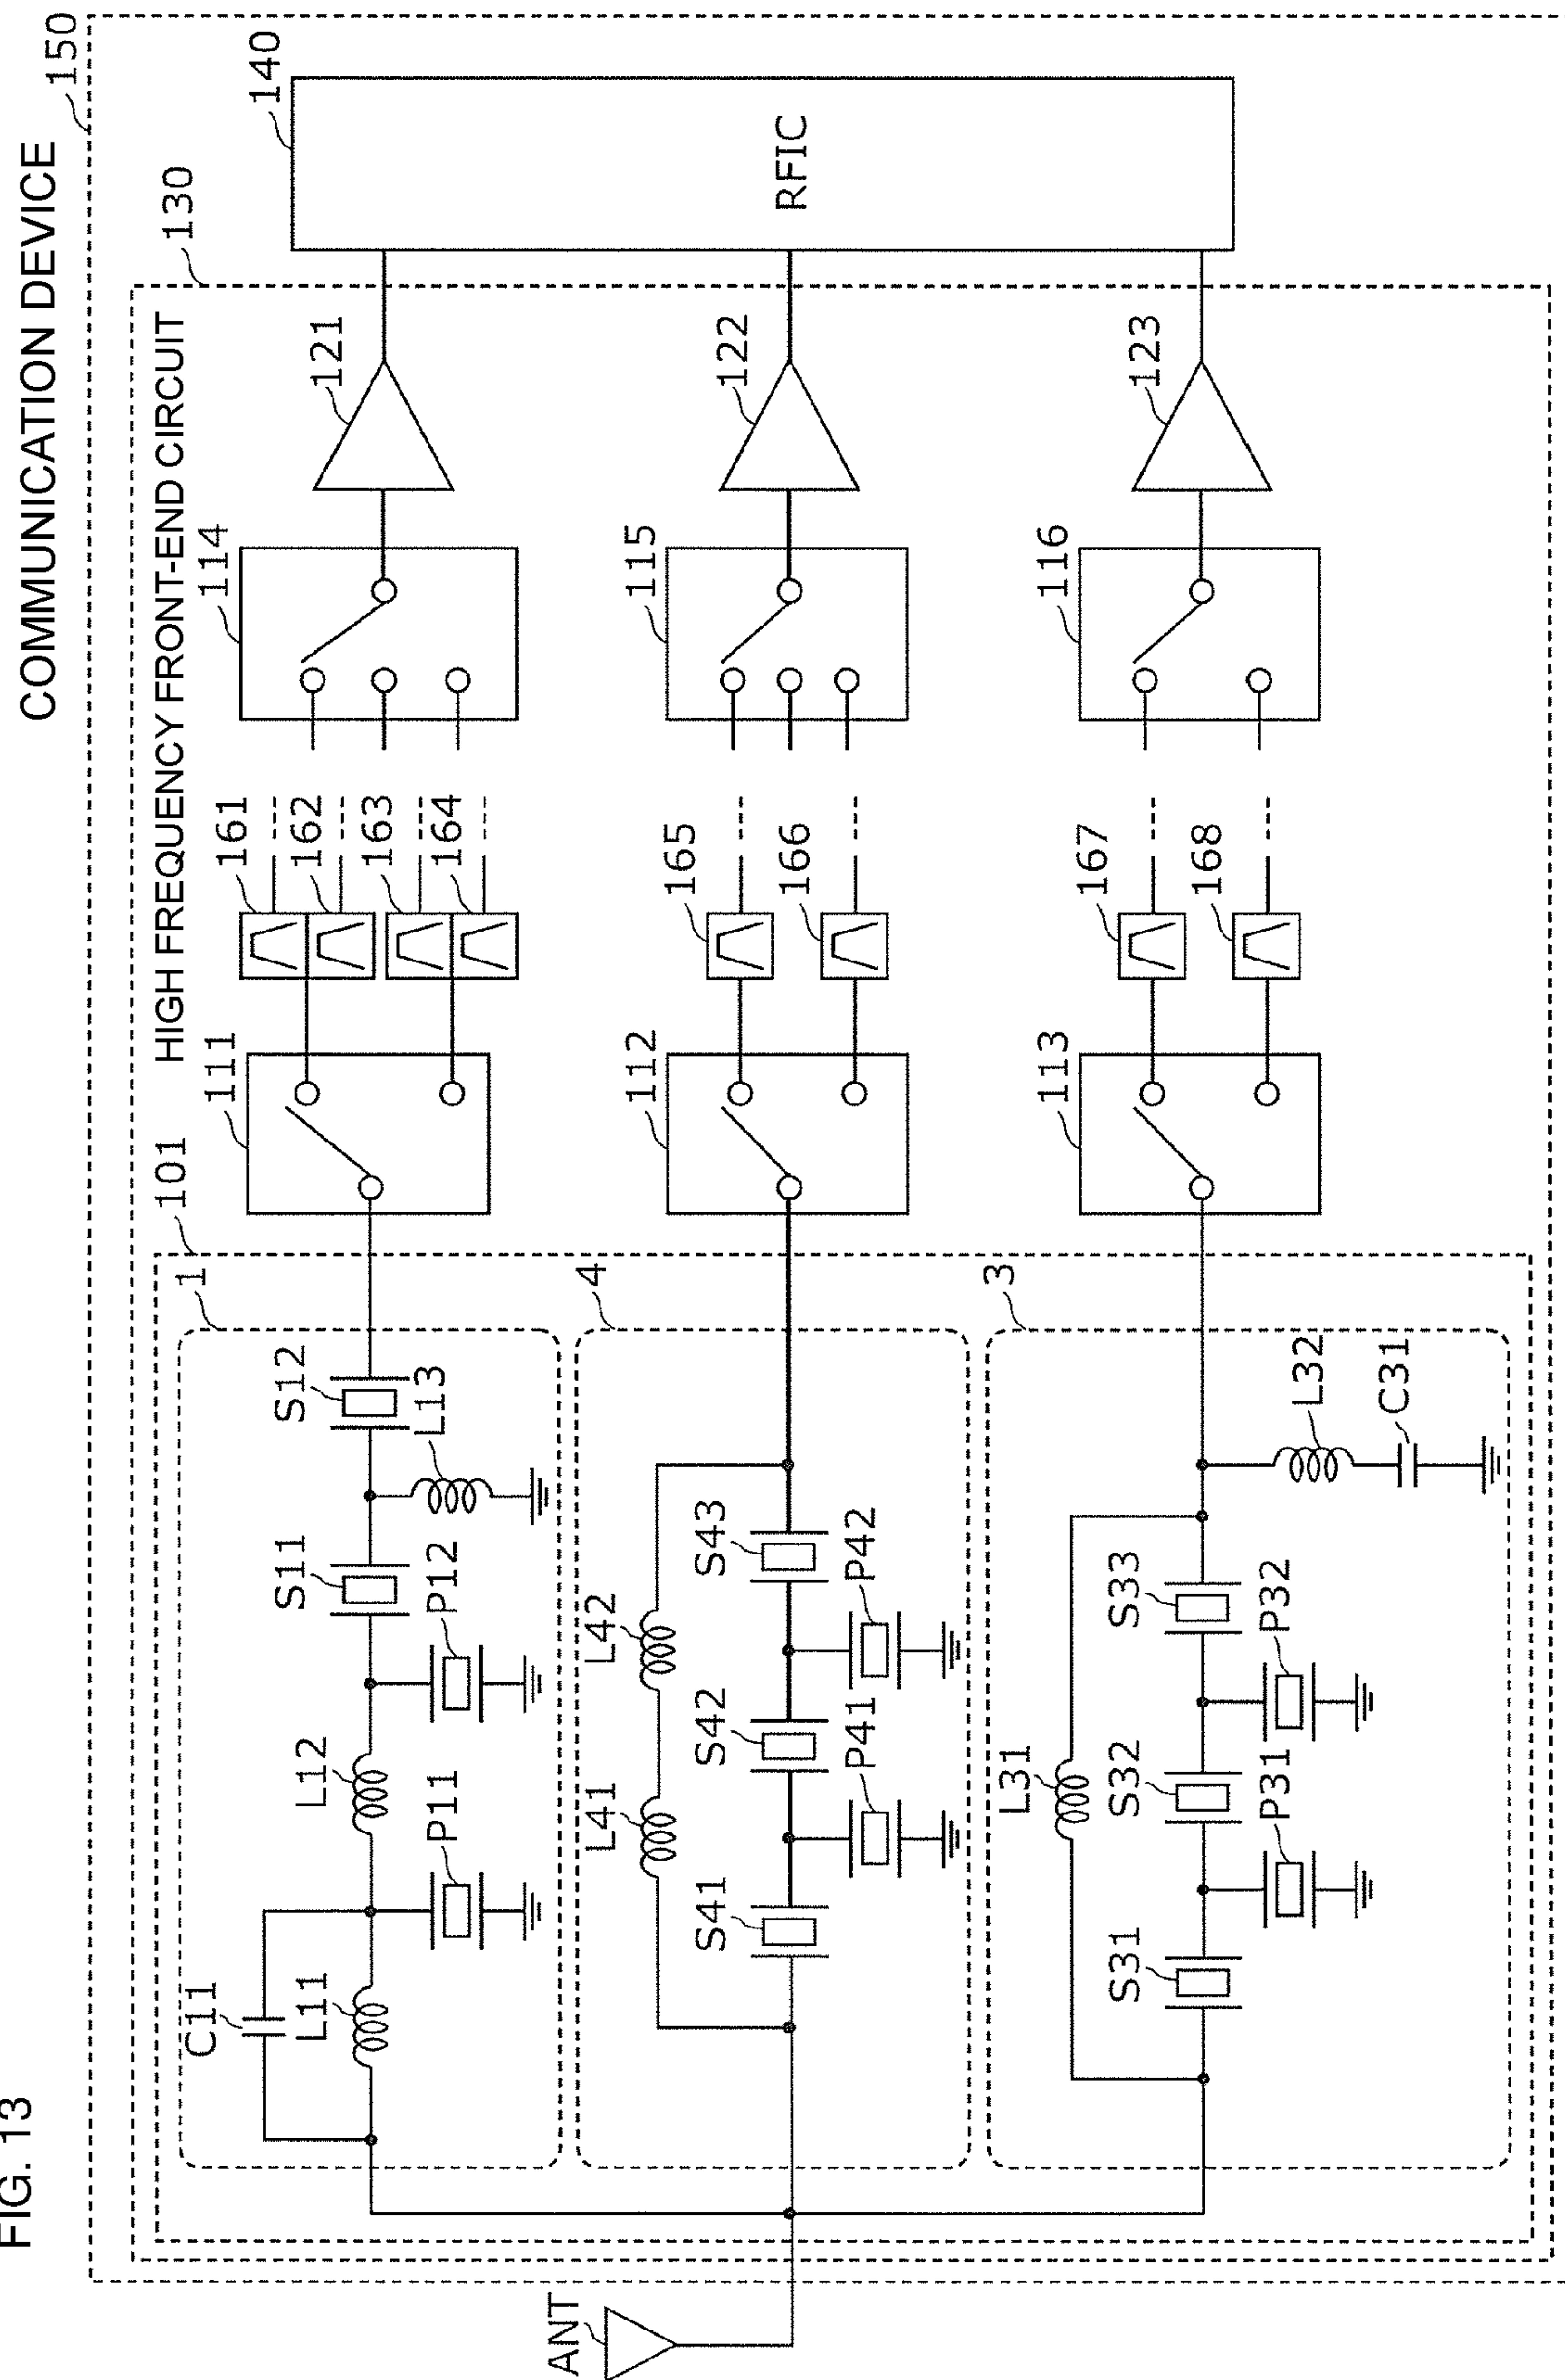 FIG. 13
COMMUNICATION DEVICE
150
HIGH FREQUENCY FRONT-END CIRCUIT
130
101
140
RFIC
ANT
1
C11
L11
P11
L12
P12
S11
L13
S12
111
161
162
163
164
114
121
4
S41
L41
P41
S42
L42
P42
S43
112
165
166
115
122
3
S31
P31
L31
S32
P32
S33
L32
C31
113
167
168
116
123